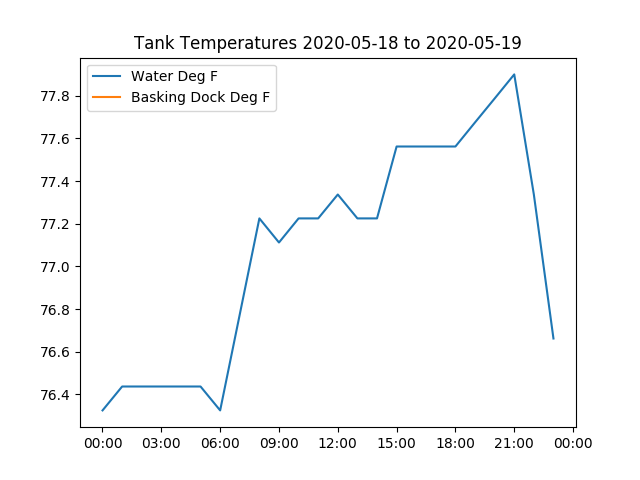 Tank Temperatures 2020-05-18 to 2020-05-19
Water Deg F
Basking Dock Deg F
77.8
77.6
77.4
77.2
77.0
76.8
76.6
76.4
00:00 03:00 06:00 09:00 12:00 15:00 18:00 21:00 00:00